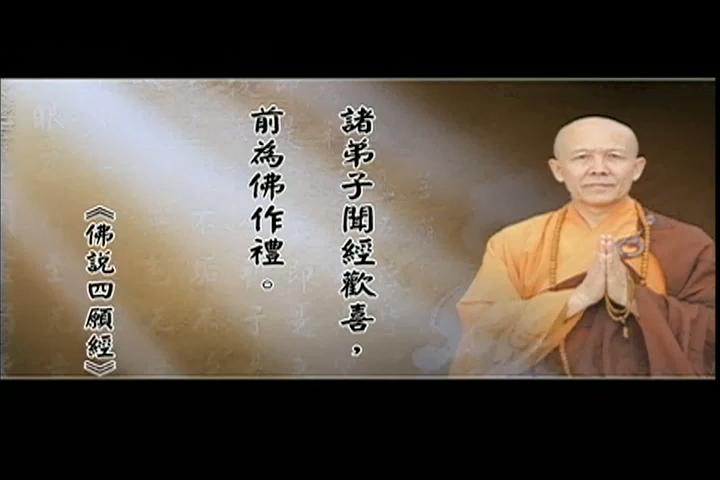 諸弟子聞經歡喜，
前為佛作禮。
《佛說四願經》